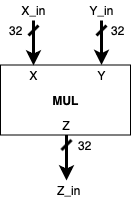 X_in Y_in
32 32
X Y
MUL
Z
32
Z_in